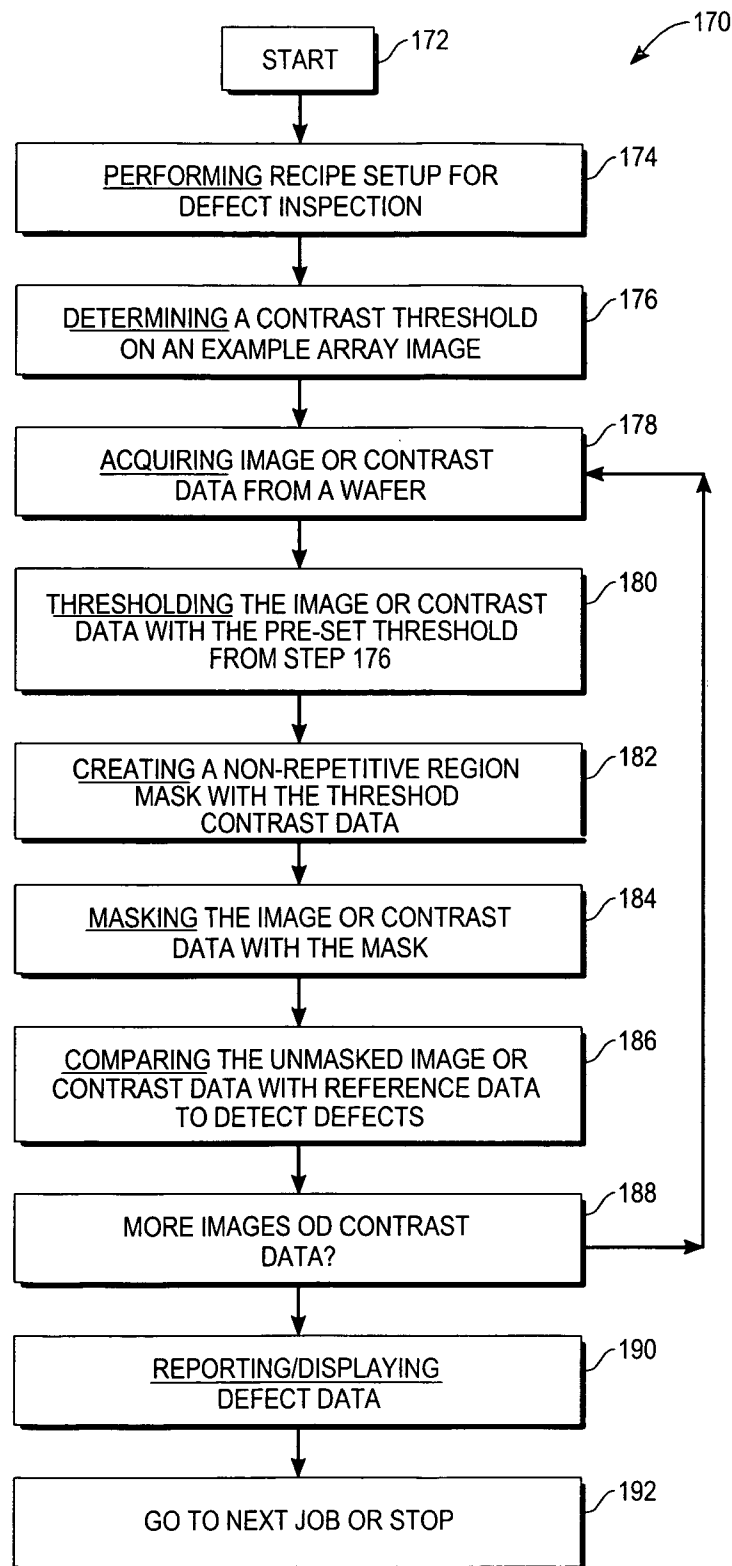 170
START
172
PERFORMING RECIPE SETUP FOR
DEFECT INSPECTION
174
DETERMINING A CONTRAST THRESHOLD
ON AN EXAMPLE ARRAY IMAGE
176
ACQUIRING IMAGE OR CONTRAST
DATA FROM A WAFER
178
THRESHOLDING THE IMAGE OR CONTRAST
DATA WITH THE PRE-SET THRESHOLD
FROM STEP 176
180
CREATING A NON-REPETITIVE REGION
MASK WITH THE THRESHOD
CONTRAST DATA
182
MASKING THE IMAGE OR CONTRAST
DATA WITH THE MASK
184
COMPARING THE UNMASKED IMAGE OR
CONTRAST DATA WITH REFERENCE DATA
TO DETECT DEFECTS
186
MORE IMAGES OD CONTRAST
DATA?
188
REPORTING/DISPLAYING
DEFECT DATA
190
GO TO NEXT JOB OR STOP
192